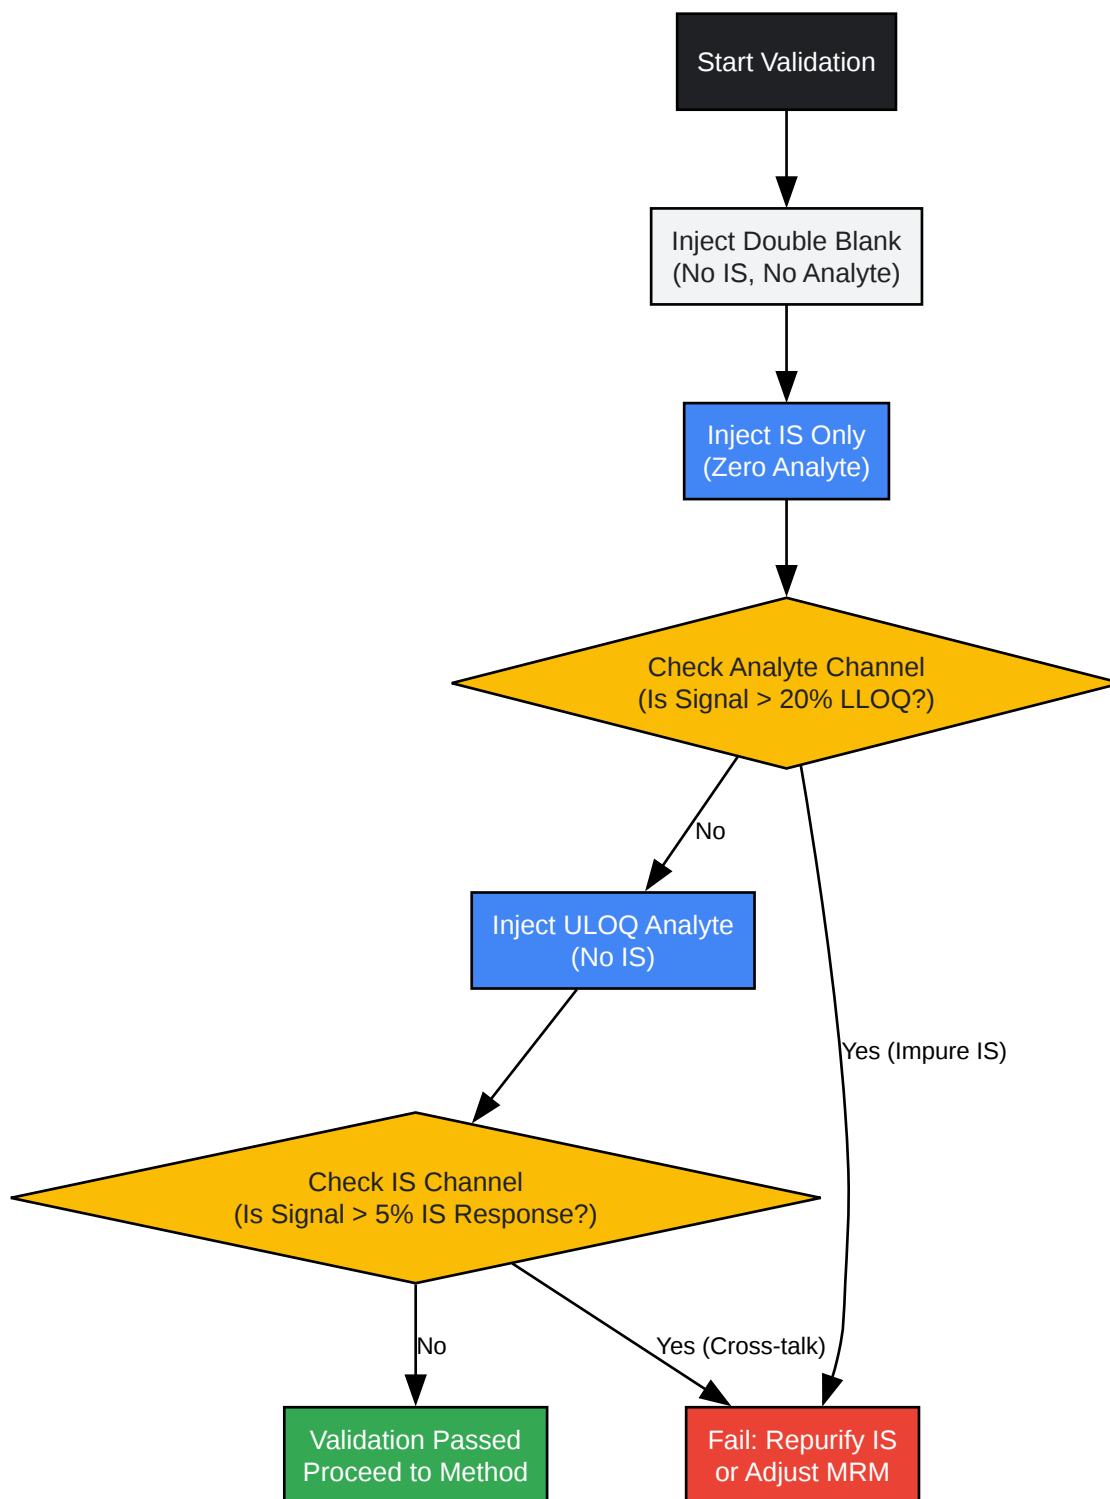 Start Validation
Inject Double Blank
(No IS, No Analyte)
Inject IS Only
(Zero Analyte)
Check Analyte Channel
(Is Signal > 20% LLOQ?)
No
Inject ULOQ Analyte
(No IS)
Yes (Impure IS)
Check IS Channel
(Is Signal > 5% IS Response?)
No
Yes (Cross-talk)
Validation Passed
Proceed to Method
Fail: Repurify IS
or Adjust MRM